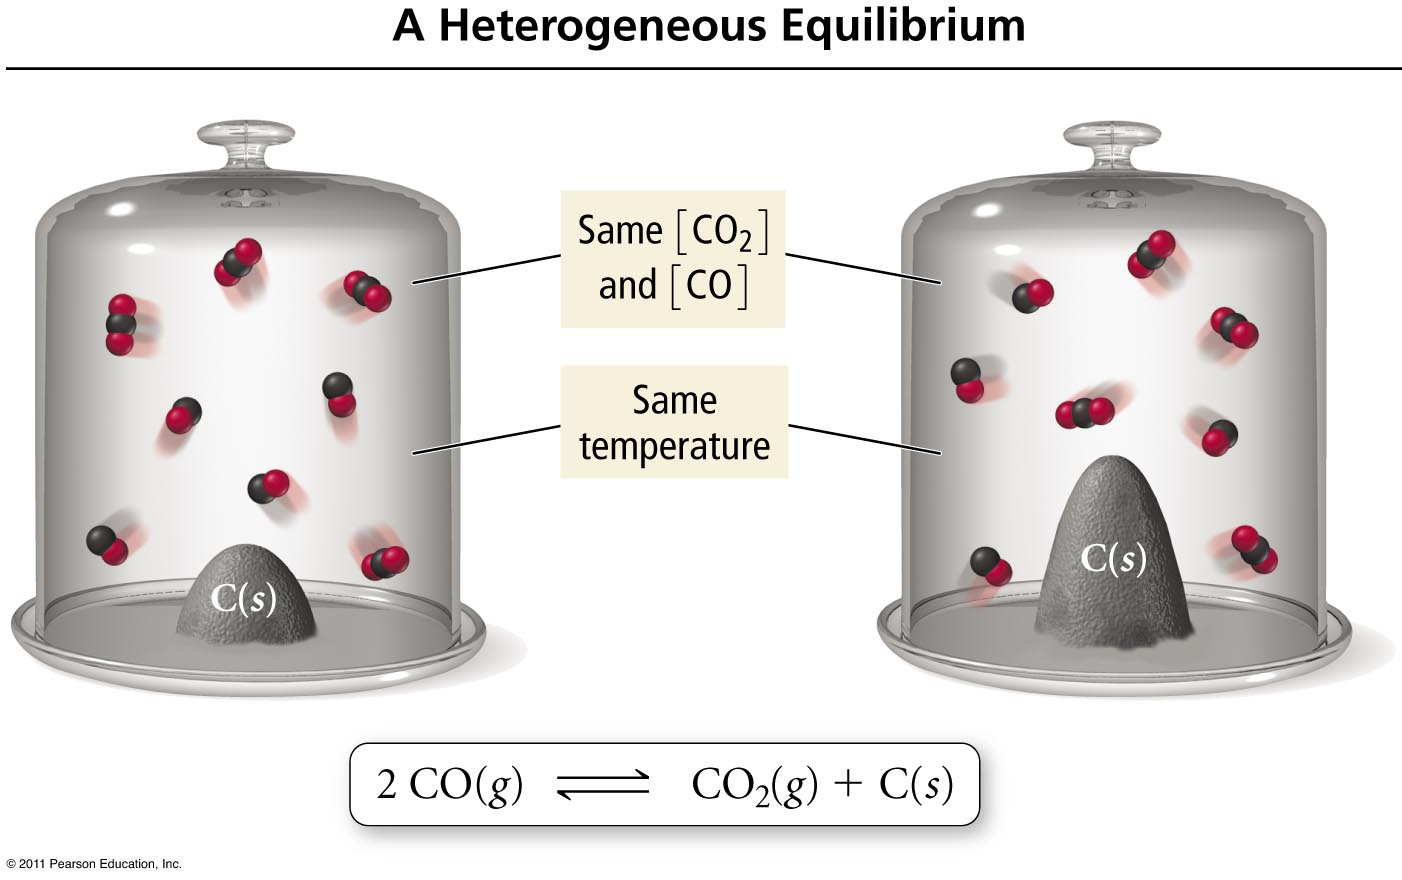 A Heterogeneous Equilibrium
Same [CO₂]
and [CO]
Same
temperature
C(s)
C(s)
2 CO(g) ⇌ CO₂(g) + C(s)
© 2011 Pearson Education, Inc.